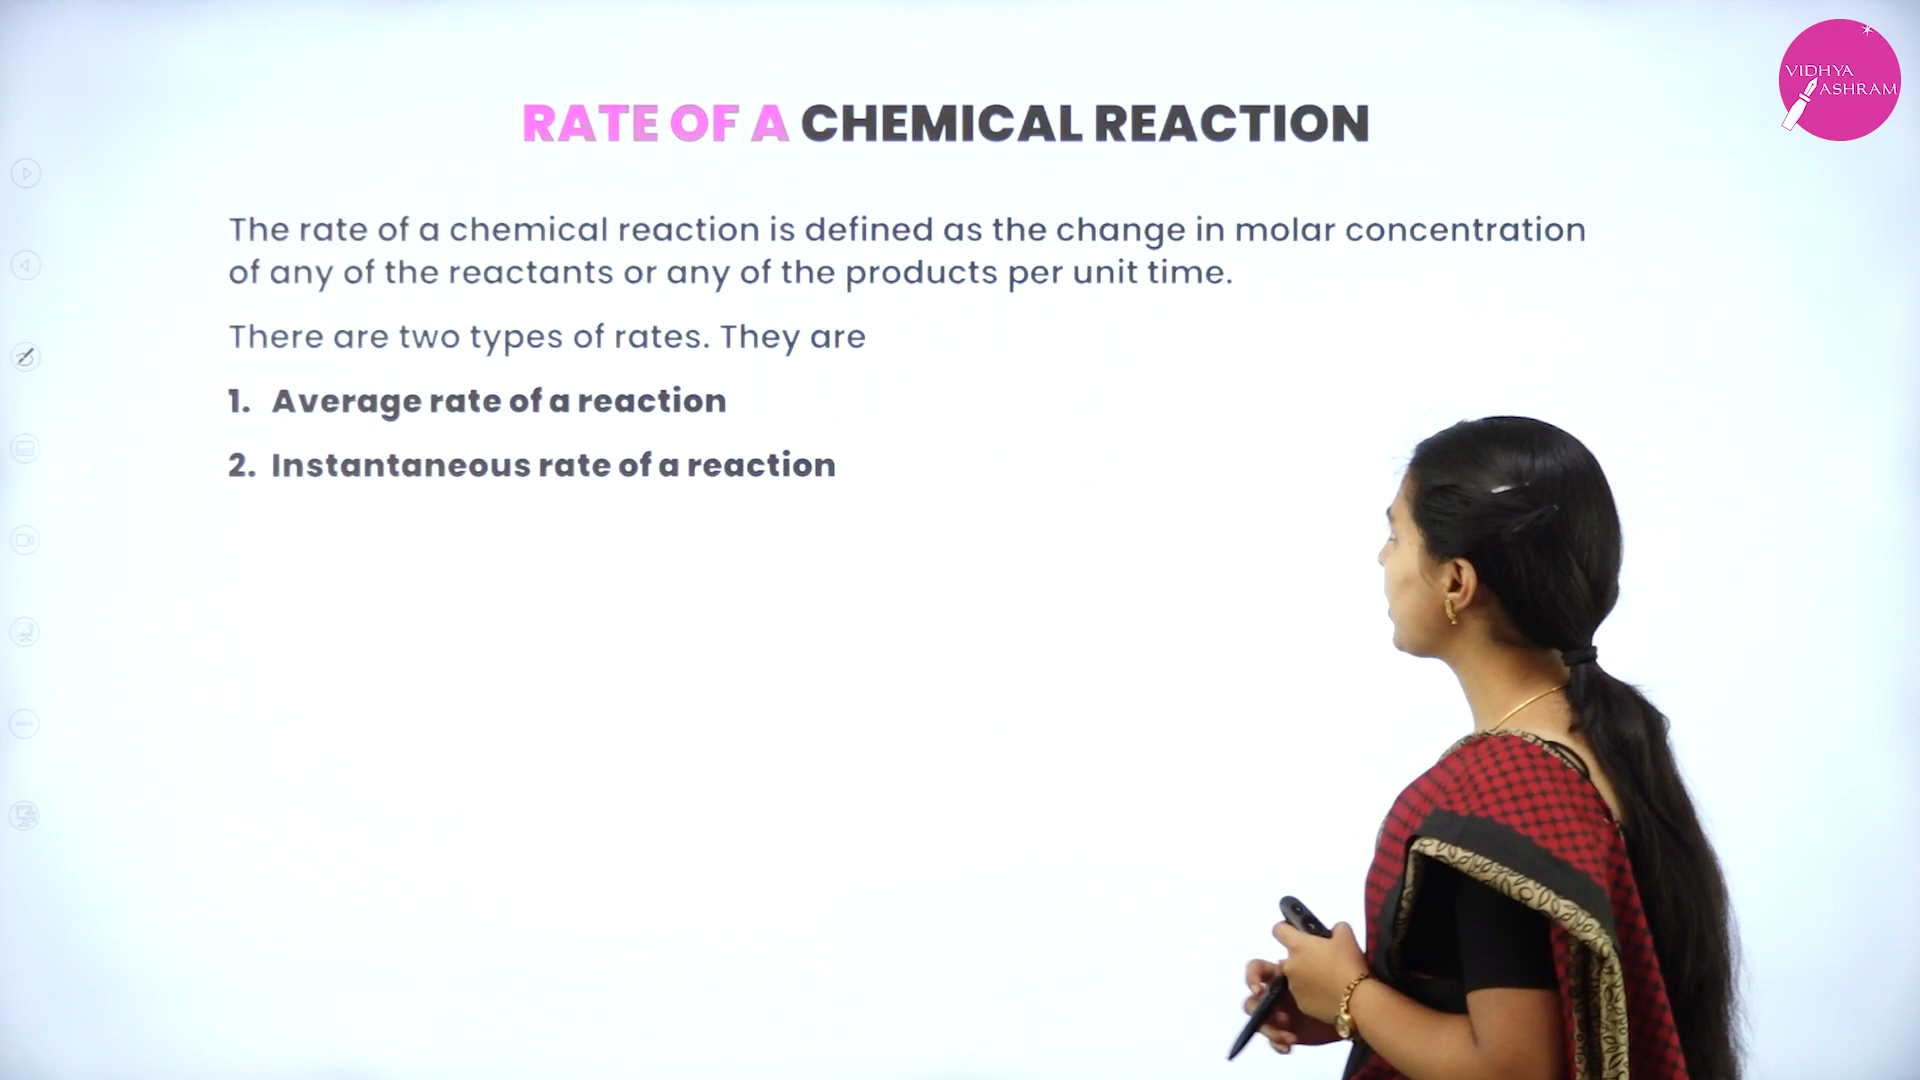 VIDHYA
ASHRAM
RATE OF A CHEMICAL REACTION
The rate of a chemical reaction is defined as the change in molar concentration
of any of the reactants or any of the products per unit time.
There are two types of rates. They are
1. Average rate of a reaction
2. Instantaneous rate of a reaction